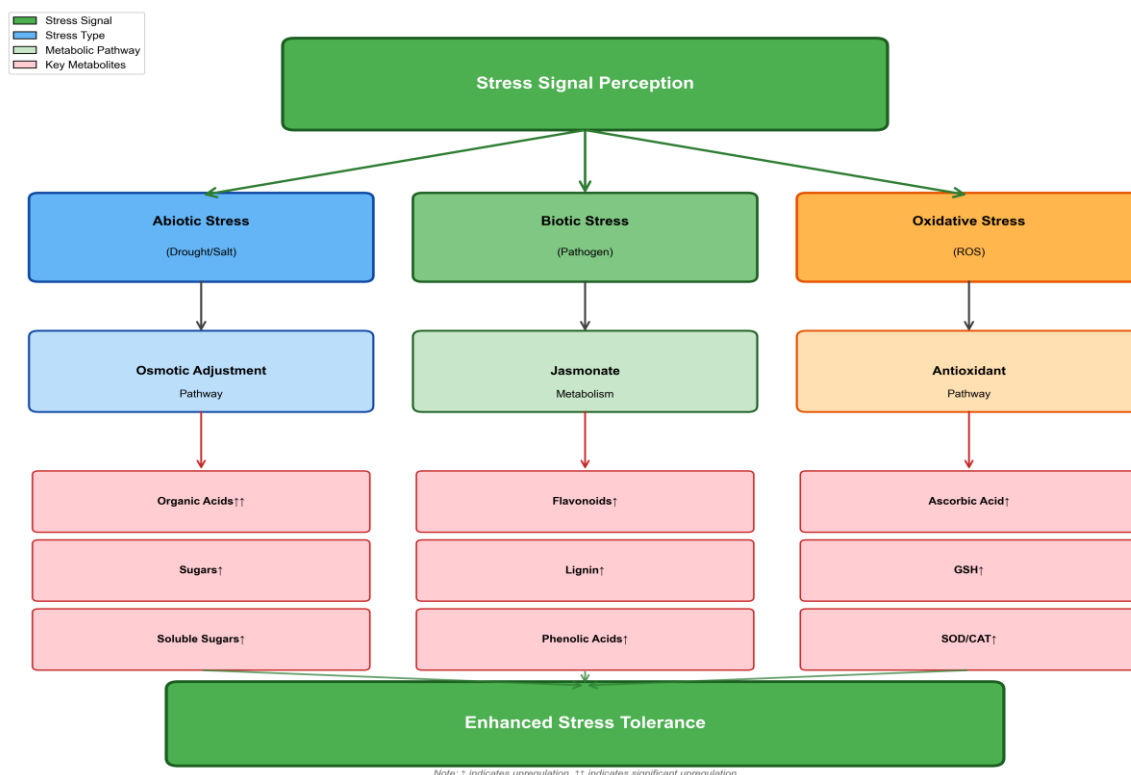 Stress Signal
Stress Type
Metabolic Pathway
Key Metabolites
Stress Signal Perception
Abiotic Stress
(Drought/Salt)
Biotic Stress
(Pathogen)
Oxidative Stress
(ROS)
Osmotic Adjustment
Pathway
Jasmonate
Metabolism
Antioxidant
Pathway
Organic Acids↑↑
Flavonoids↑
Ascorbic Acid↑
Sugars↑
Lignin↑
GSH↑
Soluble Sugars↑
Phenolic Acids↑
SOD/CAT↑
Enhanced Stress Tolerance
Note: ↑ indicates upregulation, ↑↑ indicates significant upregulation